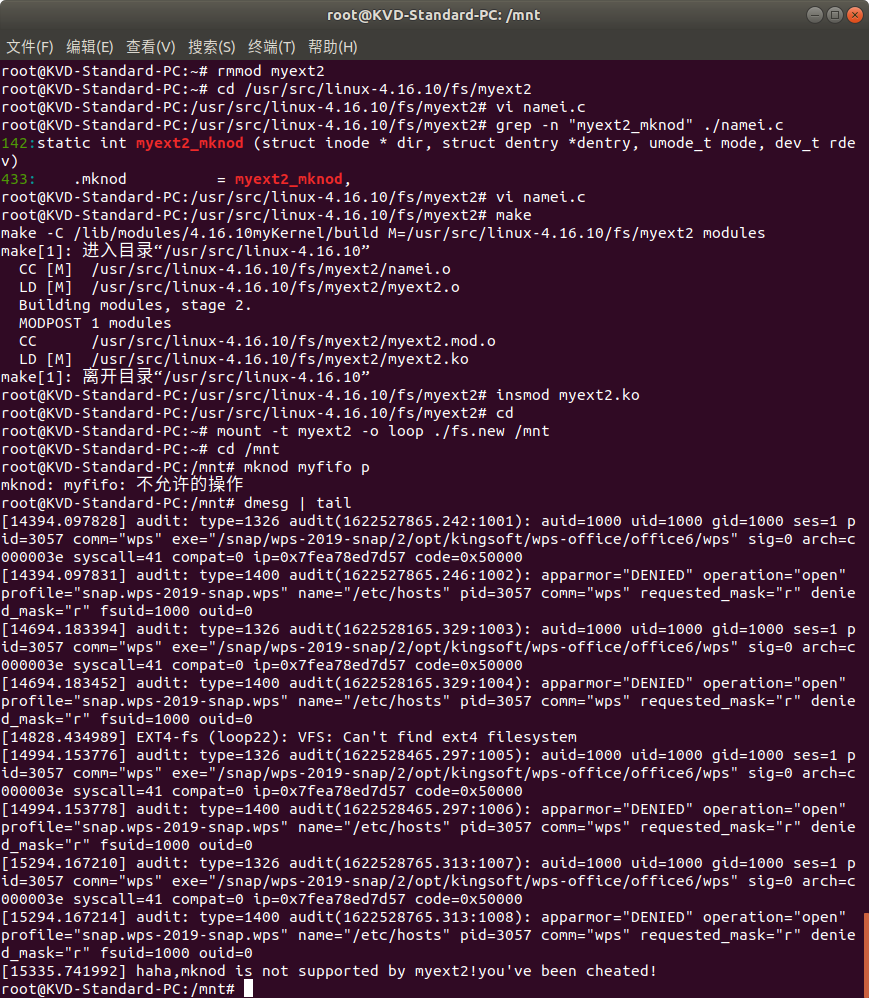 root@KVD-Standard-PC: /mnt
文件(F) 编辑(E) 查看(V) 搜索(S) 终端(T) 帮助(H)
root@KVD-Standard-PC:~# rmmod myext2
root@KVD-Standard-PC:~# cd /usr/src/linux-4.16.10/fs/myext2
root@KVD-Standard-PC:/usr/src/linux-4.16.10/fs/myext2# vi namei.c
root@KVD-Standard-PC:/usr/src/linux-4.16.10/fs/myext2# grep -n "myext2_mknod" ./namei.c
142:static int myext2_mknod (struct inode * dir, struct dentry *dentry, umode_t mode, dev_t rde
v)
433:    .mknod          = myext2_mknod,
root@KVD-Standard-PC:/usr/src/linux-4.16.10/fs/myext2# vi namei.c
root@KVD-Standard-PC:/usr/src/linux-4.16.10/fs/myext2# make
make -C /lib/modules/4.16.10myKernel/build M=/usr/src/linux-4.16.10/fs/myext2 modules
make[1]: 进入目录“/usr/src/linux-4.16.10”
  CC [M]  /usr/src/linux-4.16.10/fs/myext2/namei.o
  LD [M]  /usr/src/linux-4.16.10/fs/myext2/myext2.o
  Building modules, stage 2.
  MODPOST 1 modules
  CC      /usr/src/linux-4.16.10/fs/myext2/myext2.mod.o
  LD [M]  /usr/src/linux-4.16.10/fs/myext2/myext2.ko
make[1]: 离开目录“/usr/src/linux-4.16.10”
root@KVD-Standard-PC:/usr/src/linux-4.16.10/fs/myext2# insmod myext2.ko
root@KVD-Standard-PC:/usr/src/linux-4.16.10/fs/myext2# cd
root@KVD-Standard-PC:~# mount -t myext2 -o loop ./fs.new /mnt
root@KVD-Standard-PC:~# cd /mnt
root@KVD-Standard-PC:/mnt# mknod myfifo p
mknod: myfifo: 不允许的操作
root@KVD-Standard-PC:/mnt# dmesg | tail
[14394.097828] audit: type=1326 audit(1622527865.242:1001): auid=1000 uid=1000 gid=1000 ses=1 p
id=3057 comm="wps" exe="/snap/wps-2019-snap/2/opt/kingsoft/wps-office/office6/wps" sig=0 arch=c
000003e syscall=41 compat=0 ip=0x7fea78ed7d57 code=0x50000
[14394.097831] audit: type=1400 audit(1622527865.246:1002): apparmor="DENIED" operation="open" 
profile="snap.wps-2019-snap.wps" name="/etc/hosts" pid=3057 comm="wps" requested_mask="r" denie
d_mask="r" fsuid=1000 ouid=0
[14694.183394] audit: type=1326 audit(1622528165.329:1003): auid=1000 uid=1000 gid=1000 ses=1 p
id=3057 comm="wps" exe="/snap/wps-2019-snap/2/opt/kingsoft/wps-office/office6/wps" sig=0 arch=c
000003e syscall=41 compat=0 ip=0x7fea78ed7d57 code=0x50000
[14694.183452] audit: type=1400 audit(1622528165.329:1004): apparmor="DENIED" operation="open" 
profile="snap.wps-2019-snap.wps" name="/etc/hosts" pid=3057 comm="wps" requested_mask="r" denie
d_mask="r" fsuid=1000 ouid=0
[14828.434989] EXT4-fs (loop22): VFS: Can't find ext4 filesystem
[14994.153776] audit: type=1326 audit(1622528465.297:1005): auid=1000 uid=1000 gid=1000 ses=1 p
id=3057 comm="wps" exe="/snap/wps-2019-snap/2/opt/kingsoft/wps-office/office6/wps" sig=0 arch=c
000003e syscall=41 compat=0 ip=0x7fea78ed7d57 code=0x50000
[14994.153778] audit: type=1400 audit(1622528465.297:1006): apparmor="DENIED" operation="open" 
profile="snap.wps-2019-snap.wps" name="/etc/hosts" pid=3057 comm="wps" requested_mask="r" denie
d_mask="r" fsuid=1000 ouid=0
[15294.167210] audit: type=1326 audit(1622528765.313:1007): auid=1000 uid=1000 gid=1000 ses=1 p
id=3057 comm="wps" exe="/snap/wps-2019-snap/2/opt/kingsoft/wps-office/office6/wps" sig=0 arch=c
000003e syscall=41 compat=0 ip=0x7fea78ed7d57 code=0x50000
[15294.167214] audit: type=1400 audit(1622528765.313:1008): apparmor="DENIED" operation="open" 
profile="snap.wps-2019-snap.wps" name="/etc/hosts" pid=3057 comm="wps" requested_mask="r" denie
d_mask="r" fsuid=1000 ouid=0
[15335.741992] haha,mknod is not supported by myext2!you've been cheated!
root@KVD-Standard-PC:/mnt#